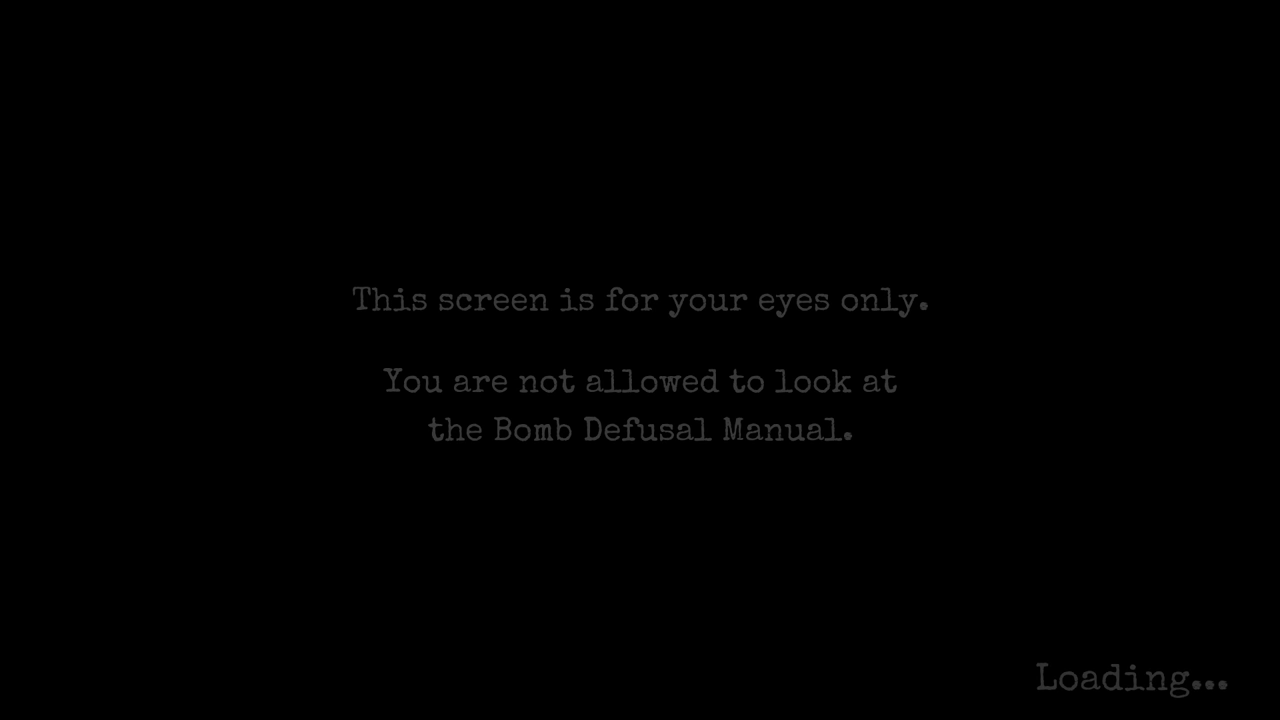 This screen is for your eyes only.
You are not allowed to look at
the Bomb Defusal Manual.
Loading...